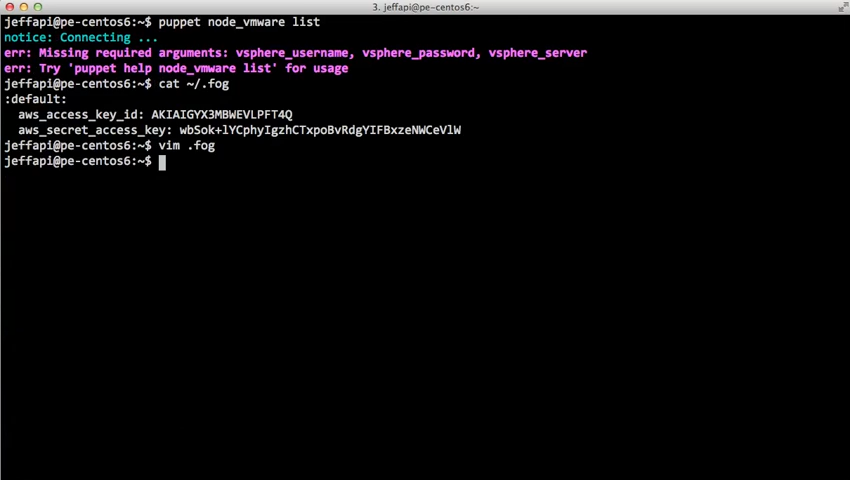 3. jeffapi@pe-centos6:~
jeffapi@pe-centos6:~$ puppet node_vmware list
notice: Connecting ...
err: Missing required arguments: vsphere_username, vsphere_password, vsphere_server
err: Try 'puppet help node_vmware list' for usage
jeffapi@pe-centos6:~$ cat ~/.fog
:default:
  aws_access_key_id: AKIAIGYX3MBWEVLPFT4Q
  aws_secret_access_key: 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
jeffapi@pe-centos6:~$ vim .fog
jeffapi@pe-centos6:~$